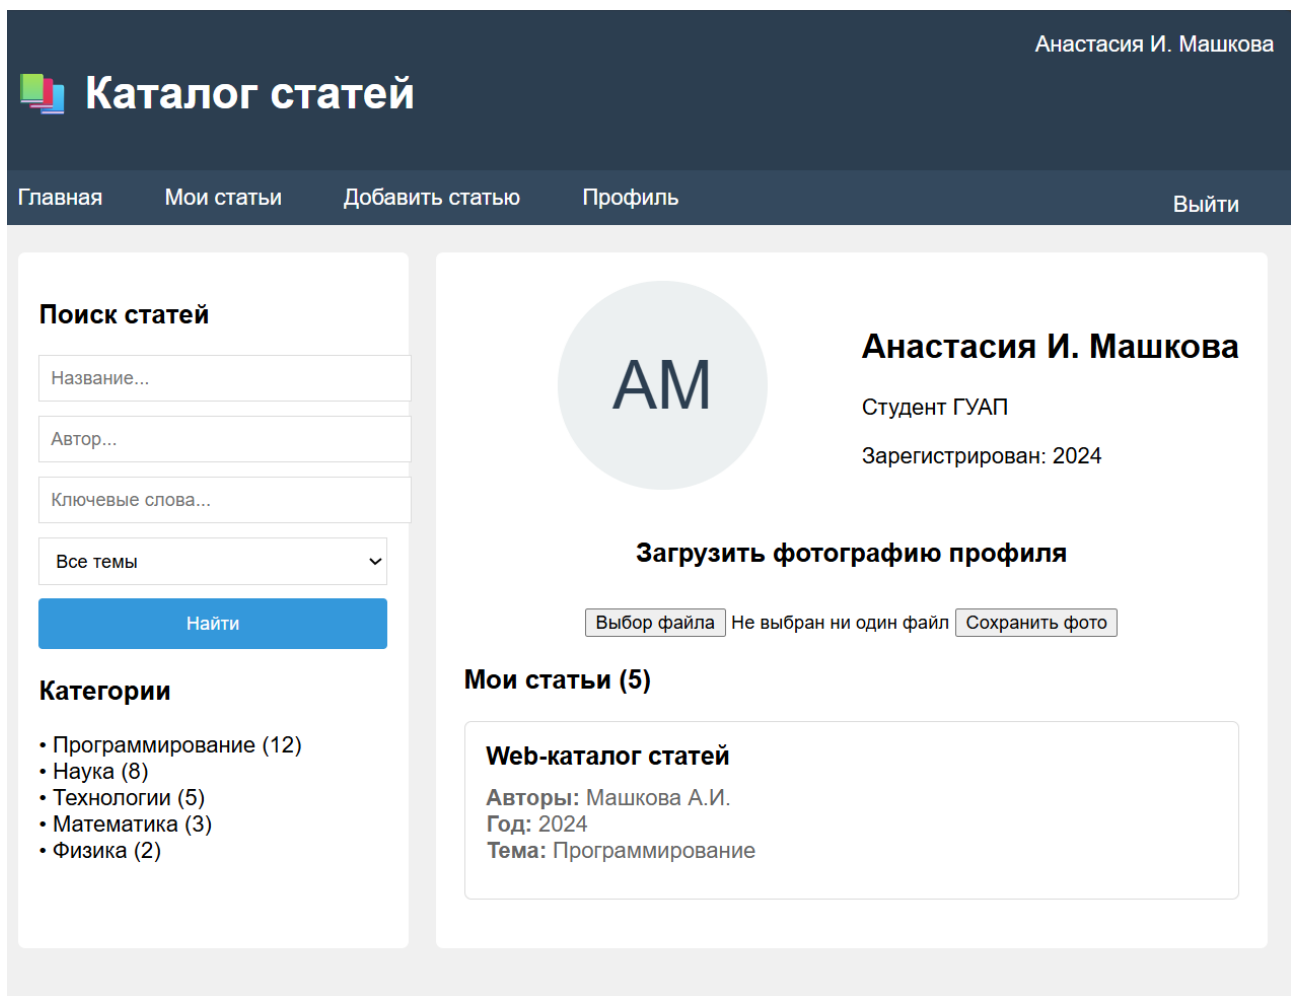 Анастасия И. Машкова
Каталог статей
Главная Мои статьи Добавить статью Профиль Выйти
Поиск статей
Название...
Автор...
Ключевые слова...
Все темы
Найти
Категории
• Программирование (12)
• Наука (8)
• Технологии (5)
• Математика (3)
• Физика (2)
АМ
Анастасия И. Машкова
Студент ГУАП
Зарегистрирован: 2024
Загрузить фотографию профиля
Выбор файла Не выбран ни один файл Сохранить фото
Мои статьи (5)
Web-каталог статей
Авторы: Машкова А.И.
Год: 2024
Тема: Программирование